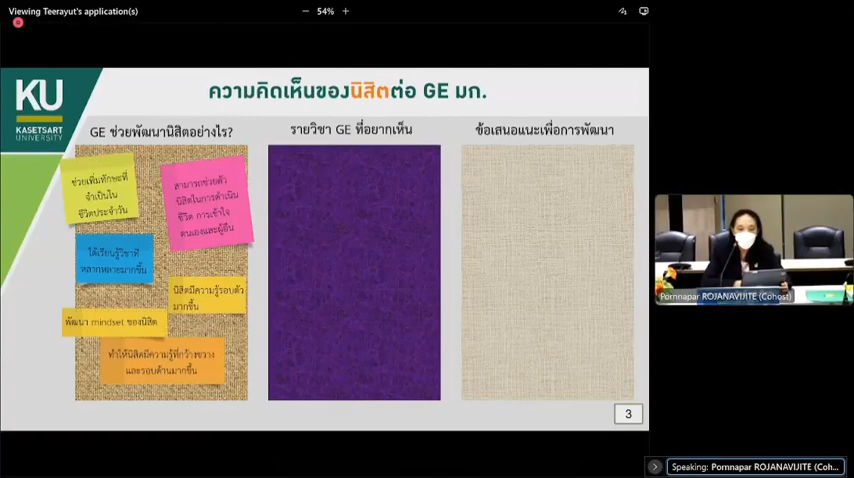 Viewing Teerayut's application(s)
54%
KU
KASETSART
UNIVERSITY
ความคิดเห็นของนิสิตต่อ GE มก.
GE ช่วยพัฒนานิสิตอย่างไร?
รายวิชา GE ที่อยากเห็น
ข้อเสนอแนะเพื่อการพัฒนา
ช่วยเพิ่มทักษะที่
จำเป็นใน
ชีวิตประจำวัน
สามารถช่วยตัว
นิสิตในการดำเนิน
ชีวิต การเข้าใจ
ตนเองและผู้อื่น
ได้เรียนรู้วิชาที่
หลากหลายมากขึ้น
นิสิตมีความรู้รอบตัว
มากขึ้น
พัฒนา mindset ของนิสิต
ทำให้นิสิตมีความรู้ที่กว้างขวาง
และรอบด้านมากขึ้น
3
Pornnapar ROJANAVIJITE (Cohost)
Speaking: Pornnapar ROJANAVIJITE (Coh...